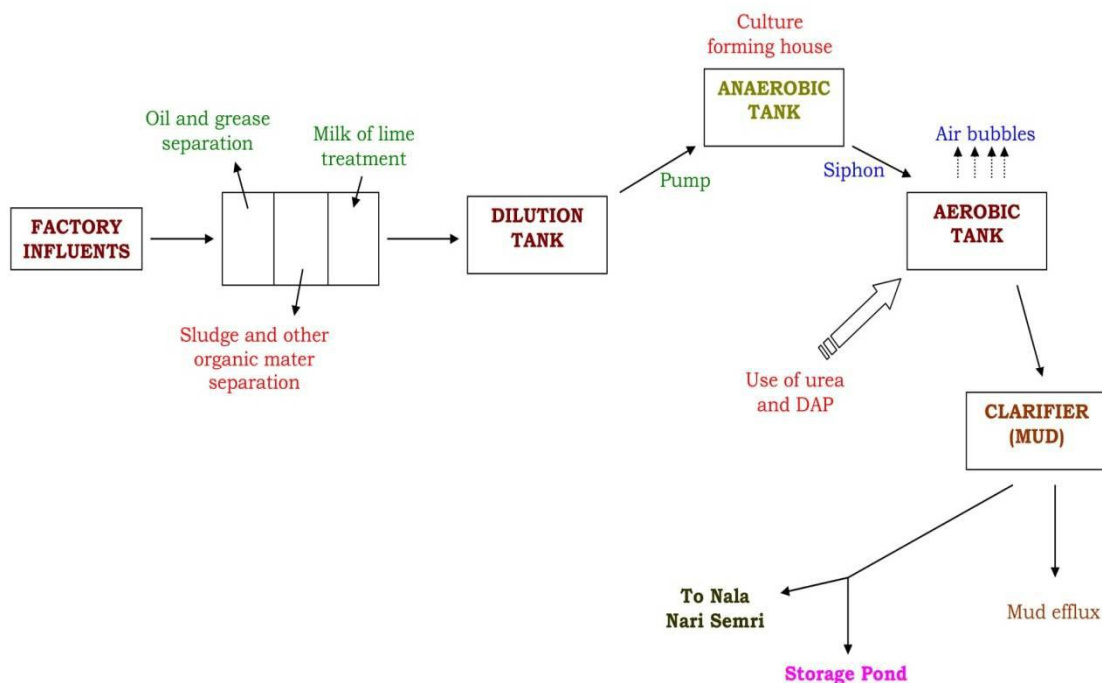 Culture
forming house
ANAEROBIC
TANK
Oil and grease
separation
Milk of lime
treatment
Air bubbles
Pump
Siphon
FACTORY
INFLUENTS
DILUTION
TANK
AEROBIC
TANK
Sludge and other
organic mater
separation
Use of urea
and DAP
CLARIFIER
(MUD)
To Nala
Nari Semri
Mud efflux
Storage Pond